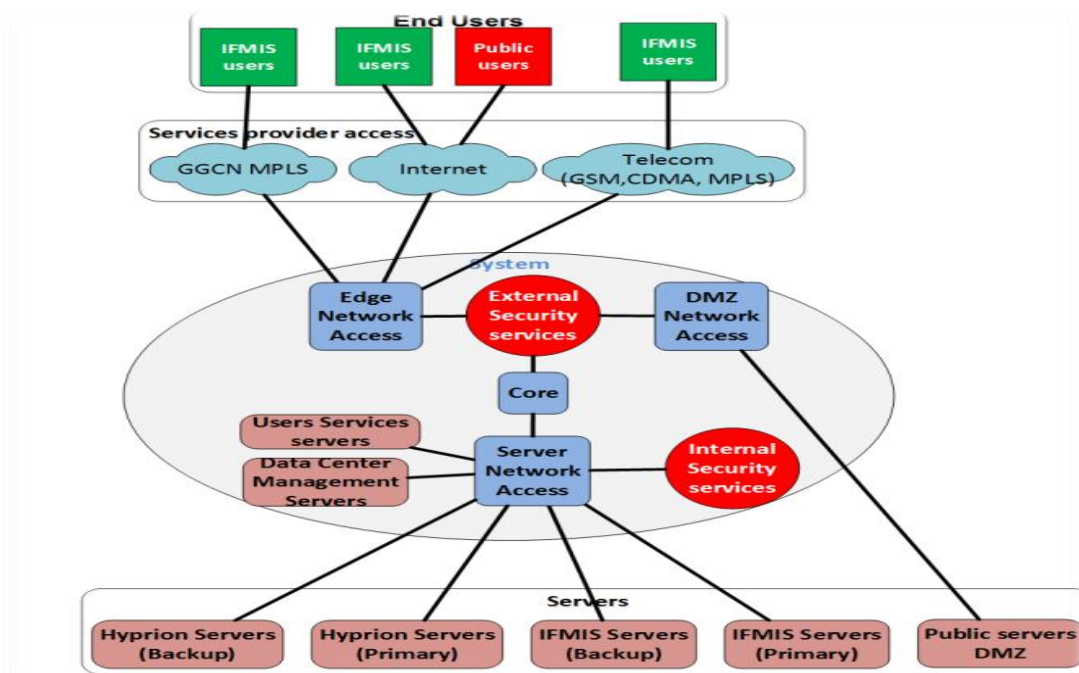 End Users
IFMIS
users
IFMIS
users
Public
users
IFMIS
users
Services provider access
GGCN MPLS
Internet
Telecom
(GSM,CDMA, MPLS)
System
Edge
Network
Access
External
Security
services
DMZ
Network
Access
Core
Users Services
servers
Data Center
Management
Servers
Server
Network
Access
Internal
Security
services
Servers
Hyprion Servers
(Backup)
Hyprion Servers
(Primary)
IFMIS Servers
(Backup)
IFMIS Servers
(Primary)
Public servers
DMZ